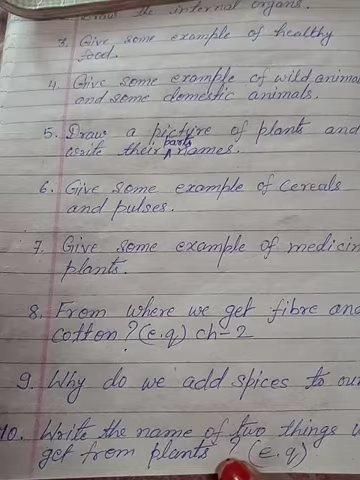 2. Draw the internal organs.
3. Give some example of healthy
food.
4. Give some example of wild animal
and some domestic animals.
5. Draw a pictyre of plants and
write their parts names.
6. Give some example of Cereals
and pulses.
7. Give some example of medicin
plants.
8. From where we get fibre and
cotton? (e.q) ch-2
9. Why do we add spices to our
10. Write the name of two things w
get from plants? (e.q)